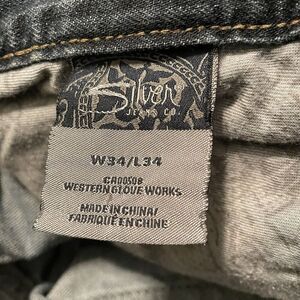 Silver
JEANS CO.
W34/L34
CA00508
WESTERN GLOVE WORKS
MADE IN CHINA/
FABRIQUÉ EN CHINE